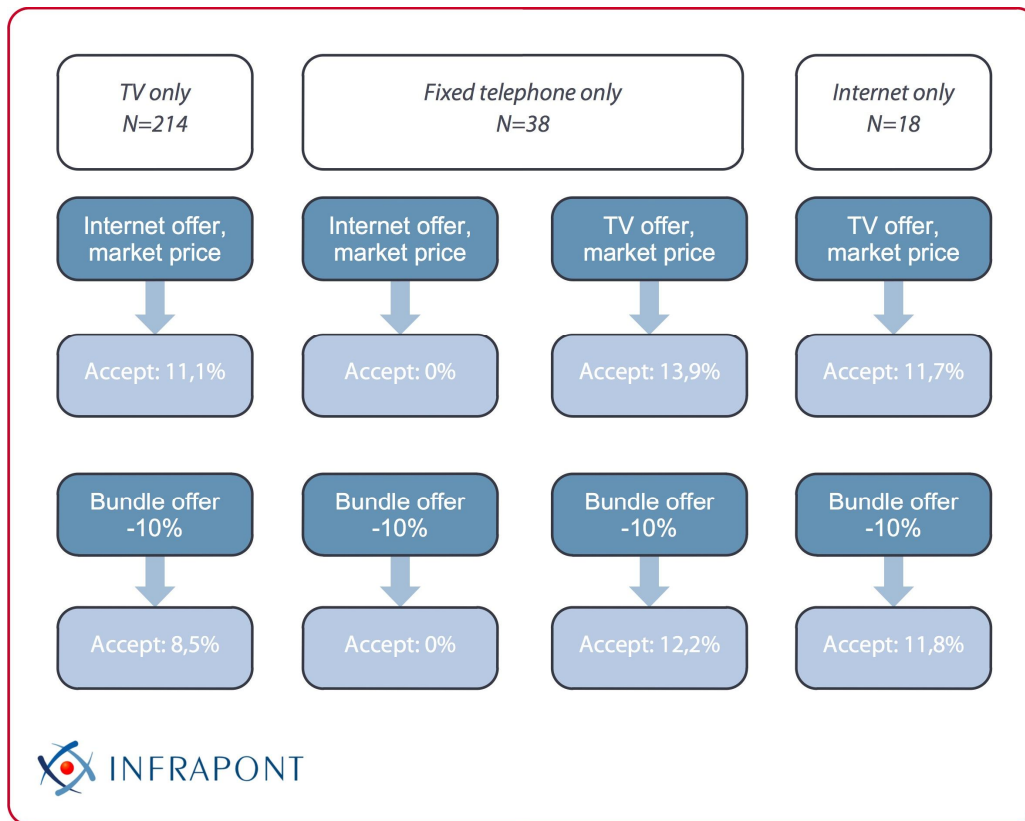 TV only
N=214
Fixed telephone only
N=38
Internet only
N=18
Internet offer,
market price
Internet offer,
market price
TV offer,
market price
TV offer,
market price
Accept: 11,1%
Accept: 0%
Accept: 13,9%
Accept: 11,7%
Bundle offer
-10%
Bundle offer
-10%
Bundle offer
-10%
Bundle offer
-10%
Accept: 8,5%
Accept: 0%
Accept: 12,2%
Accept: 11,8%
INFRAPONT